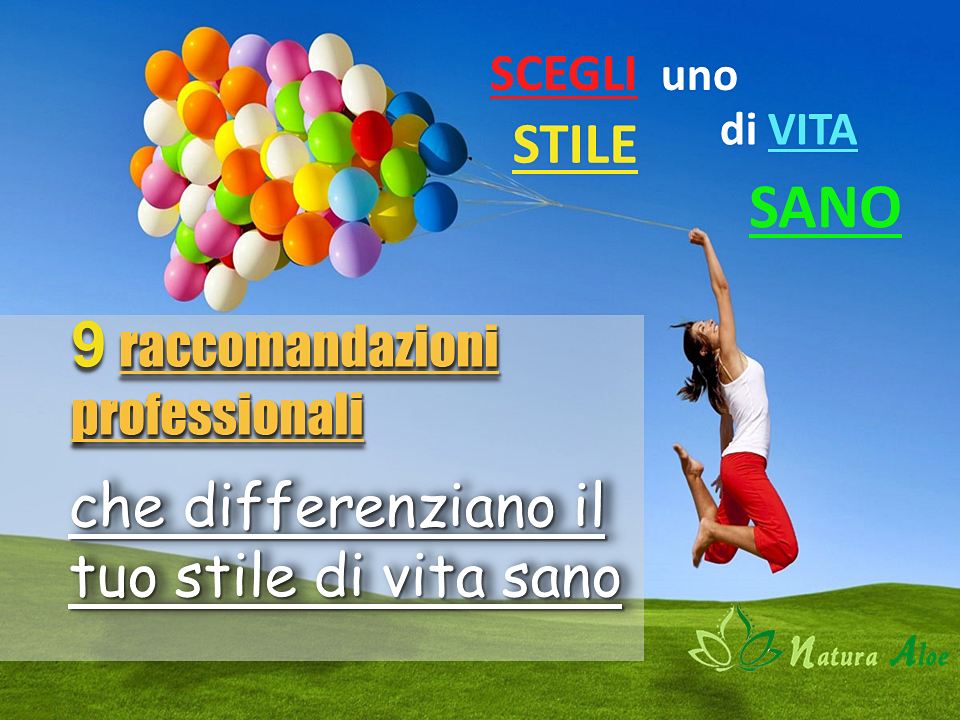 SCEGLI uno
STILE di VITA
SANO
9 raccomandazioni
professionali
che differenziano il
tuo stile di vita sano
Natura Aloe